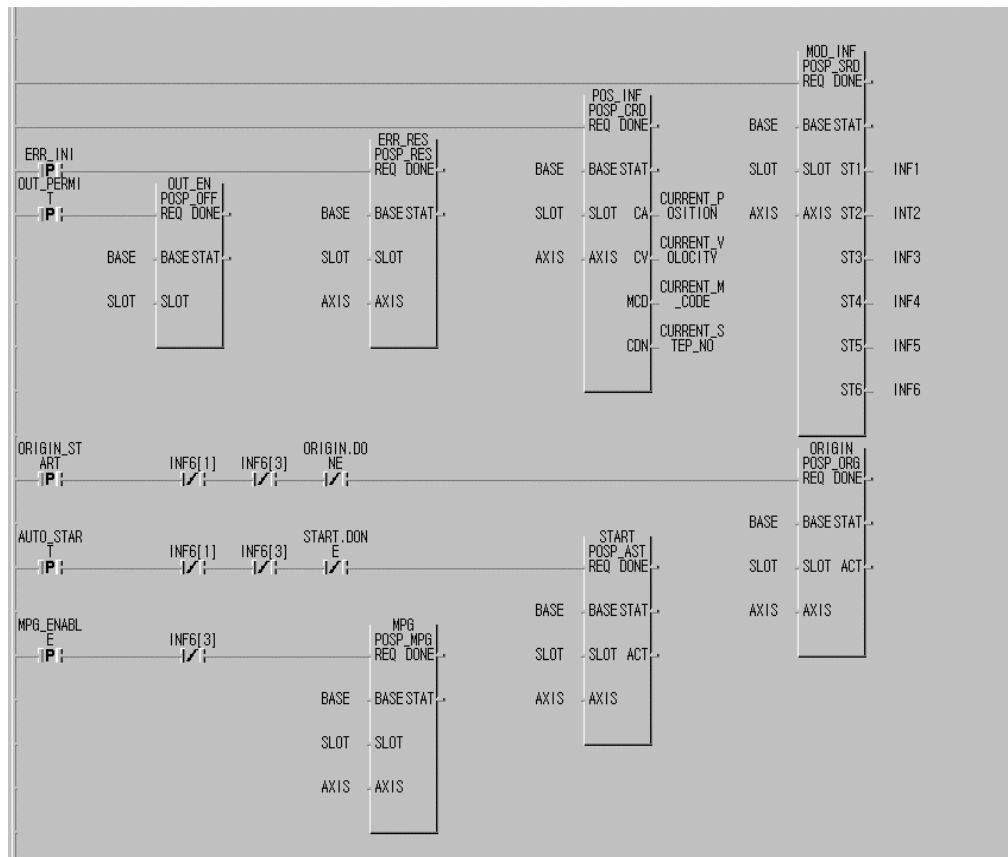 MOD_INF
POSP_SRD
REQ DONE
POS_INF
POSP_CRD
REQ DONE
BASE BASE STAT
ERR_RES
ERR_INI
POSP_RES
P
REQ DONE
BASE BASE STAT
SLOT SLOT ST1 INF1
OUT_PERMI
T
OUT_EN
POSP_OFF
P
REQ DONE
BASE BASE STAT
SLOT SLOT CA
CURRENT_P
OSITION
AXIS AXIS ST2 INT2
BASE BASE STAT
SLOT SLOT
AXIS AXIS CV
CURRENT_V
OLOCITY
ST3 INF3
SLOT SLOT
AXIS AXIS
MCD
CURRENT_M
_CODE
ST4 INF4
CDN
CURRENT_S
TEP_NO
ST5 INF5
ST6 INF6
ORIGIN_ST
ART
INF6[1]
INF6[3]
ORIGIN.DO
NE
ORIGIN
POSP_ORG
P
REQ DONE
BASE BASE STAT
AUTO_STAR
T
INF6[1]
INF6[3]
START.DON
E
START
POSP_AST
P
REQ DONE
SLOT SLOT ACT
BASE BASE STAT
AXIS AXIS
MPG_ENABL
E
INF6[3]
MPG
POSP_MPG
P
REQ DONE
SLOT SLOT ACT
BASE BASE STAT
AXIS AXIS
SLOT SLOT
AXIS AXIS